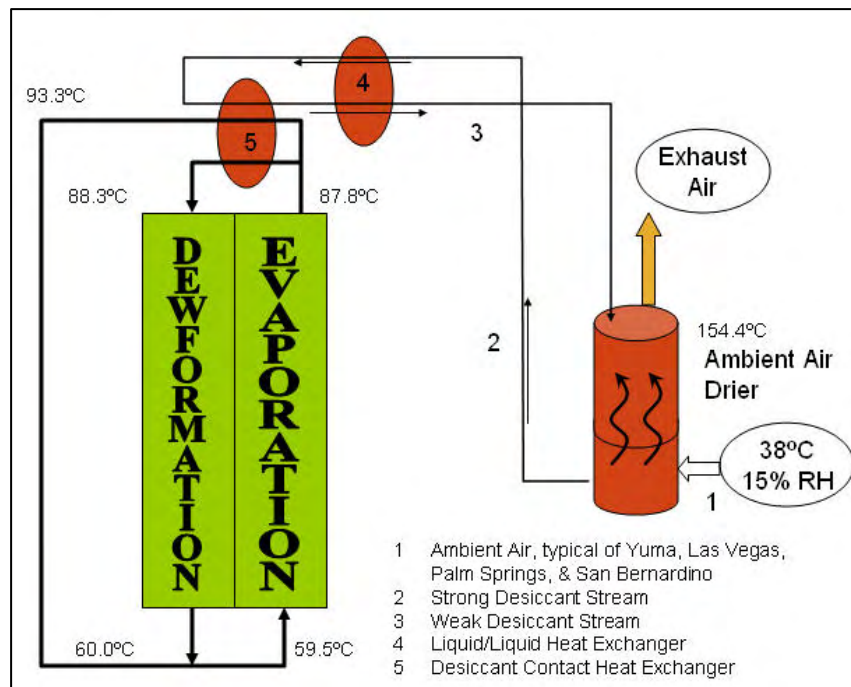 93.3ºC
4
5
3
Exhaust
Air
88.3ºC
87.8ºC
DEWFORMATION
EVAPORATION
2
154.4ºC
Ambient Air
Drier
38ºC
15% RH
1
1 Ambient Air, typical of Yuma, Las Vegas,
Palm Springs, & San Bernardino
2 Strong Desiccant Stream
3 Weak Desiccant Stream
4 Liquid/Liquid Heat Exchanger
5 Desiccant Contact Heat Exchanger
60.0ºC
59.5ºC